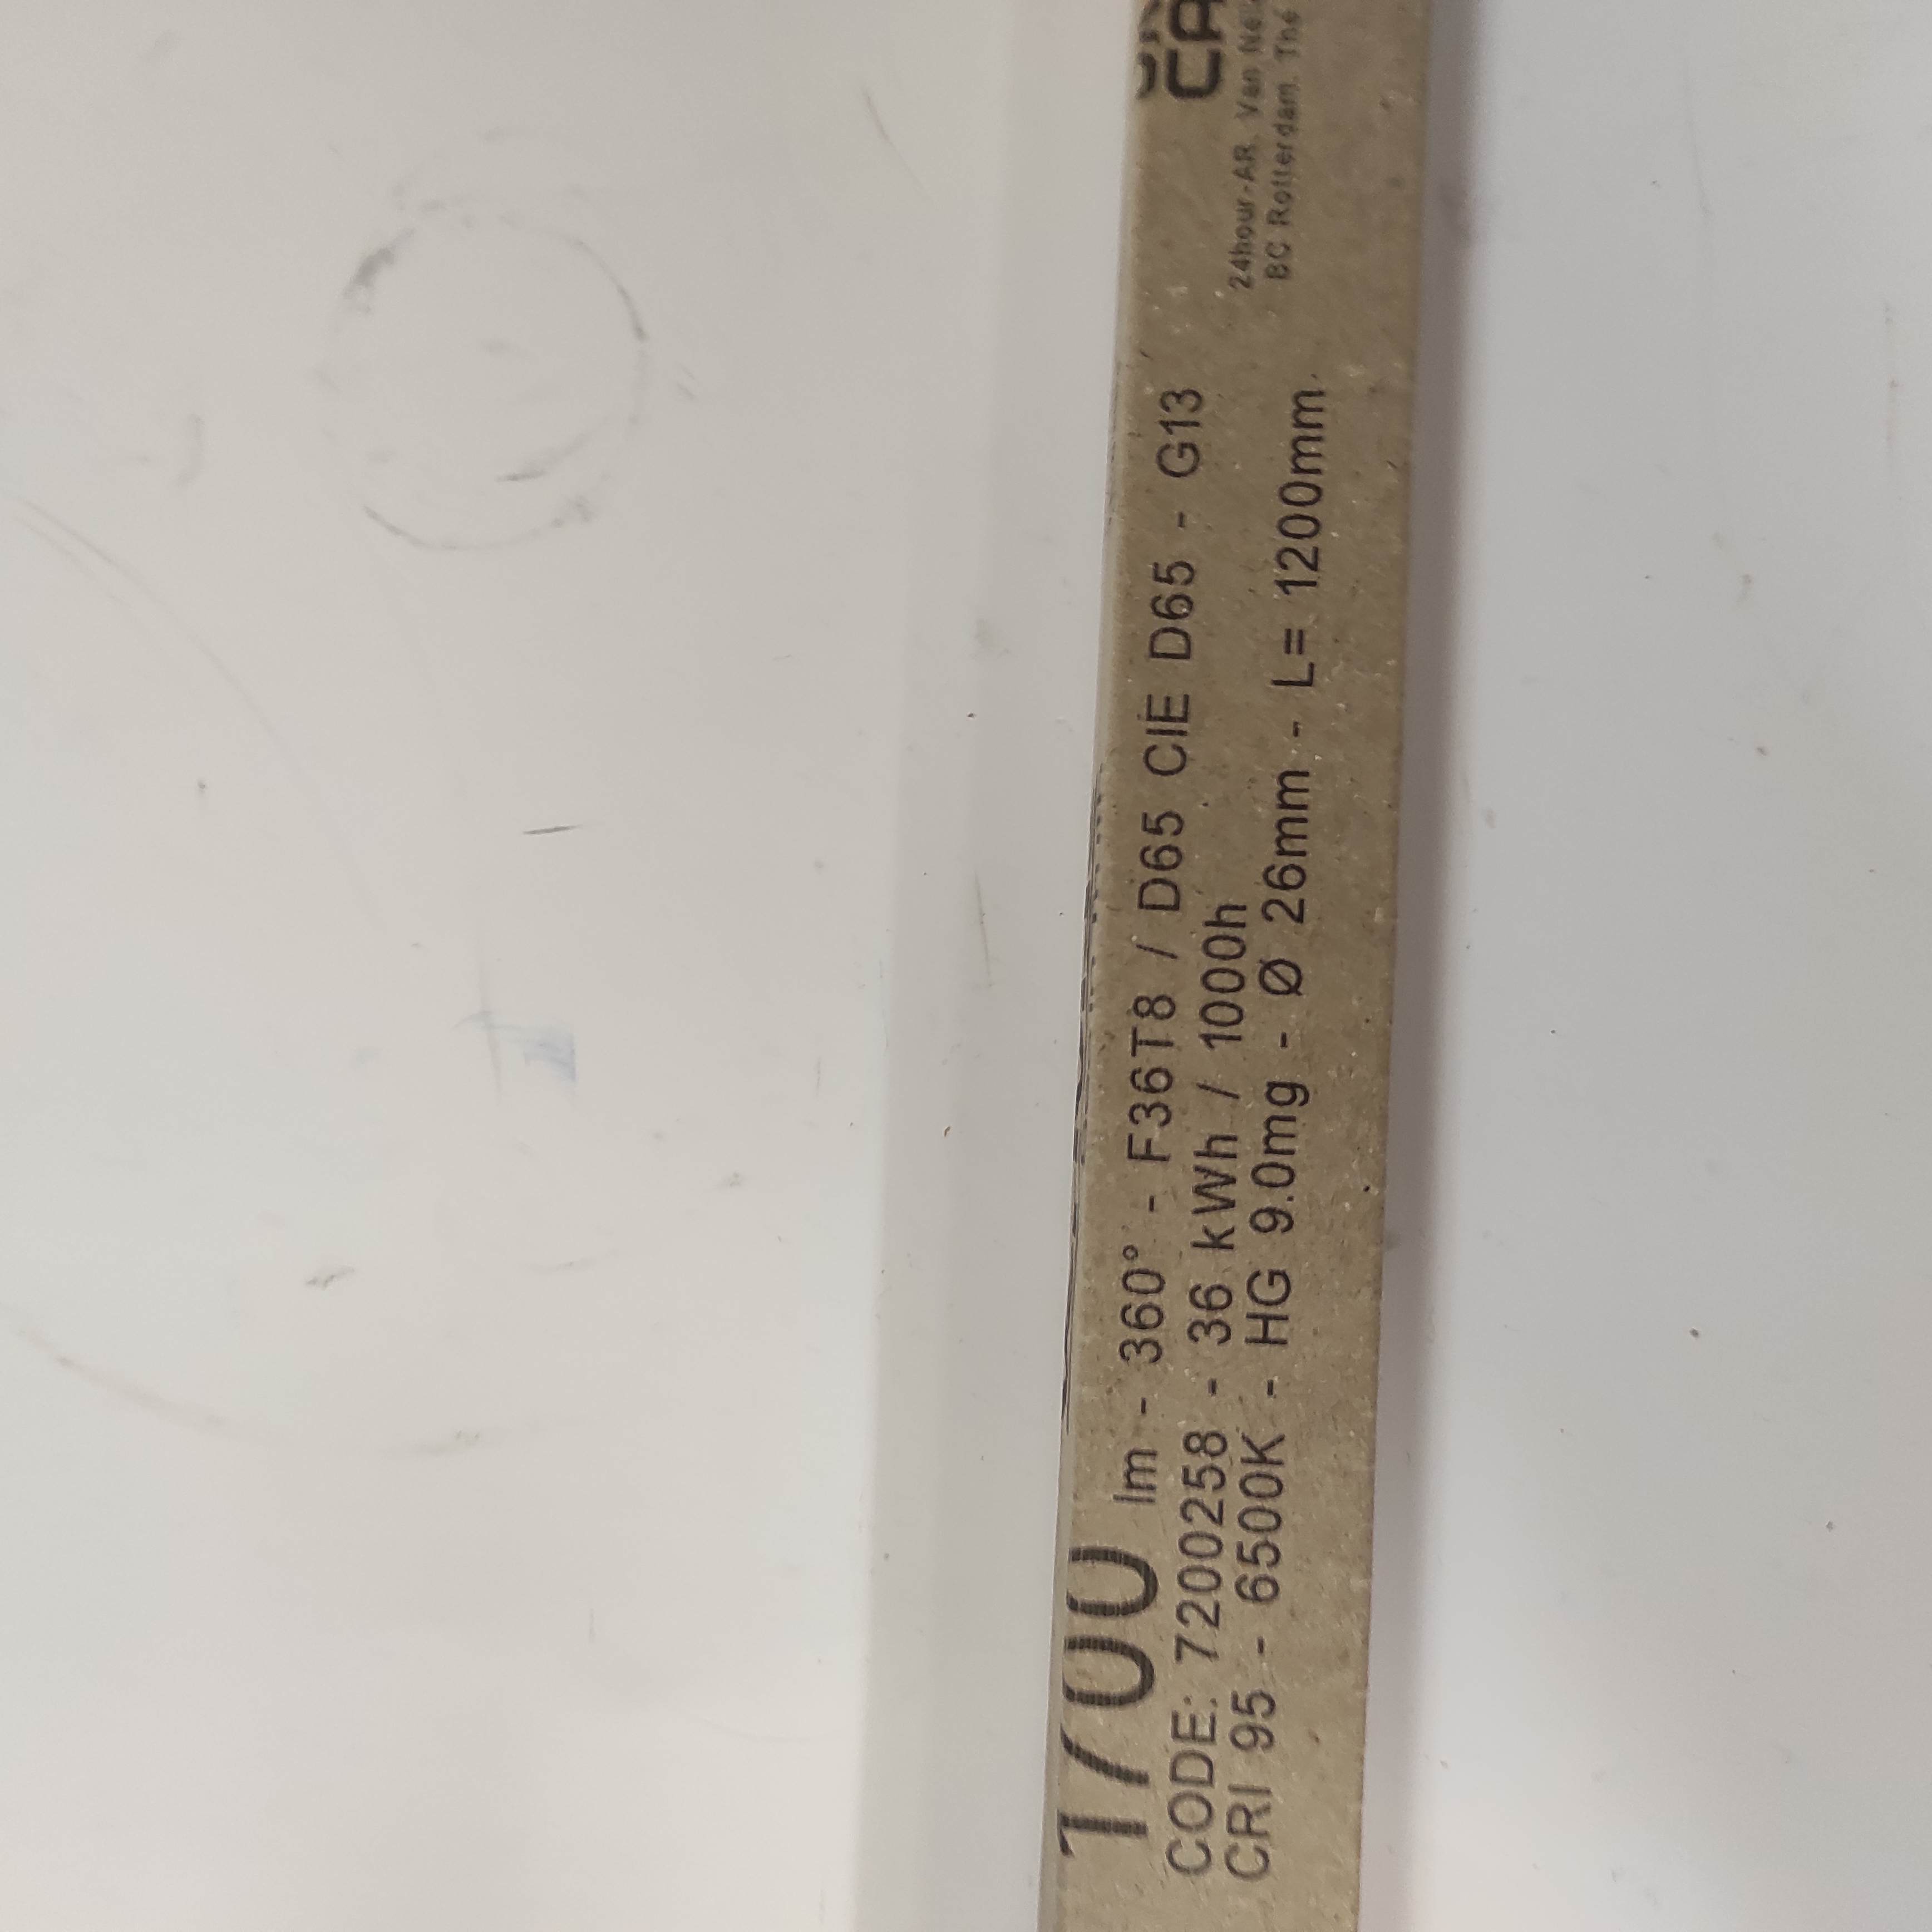 1700 lm - 360° - F36T8 / D65 CIE D65 - G13
CODE: 7200258 - 36 kWh / 1000h
CRI 95 - 6500K - HG 9.0mg - Ø 26mm - L= 1200mm
CA
24hour-AR. Van
BC Rotterdam. The